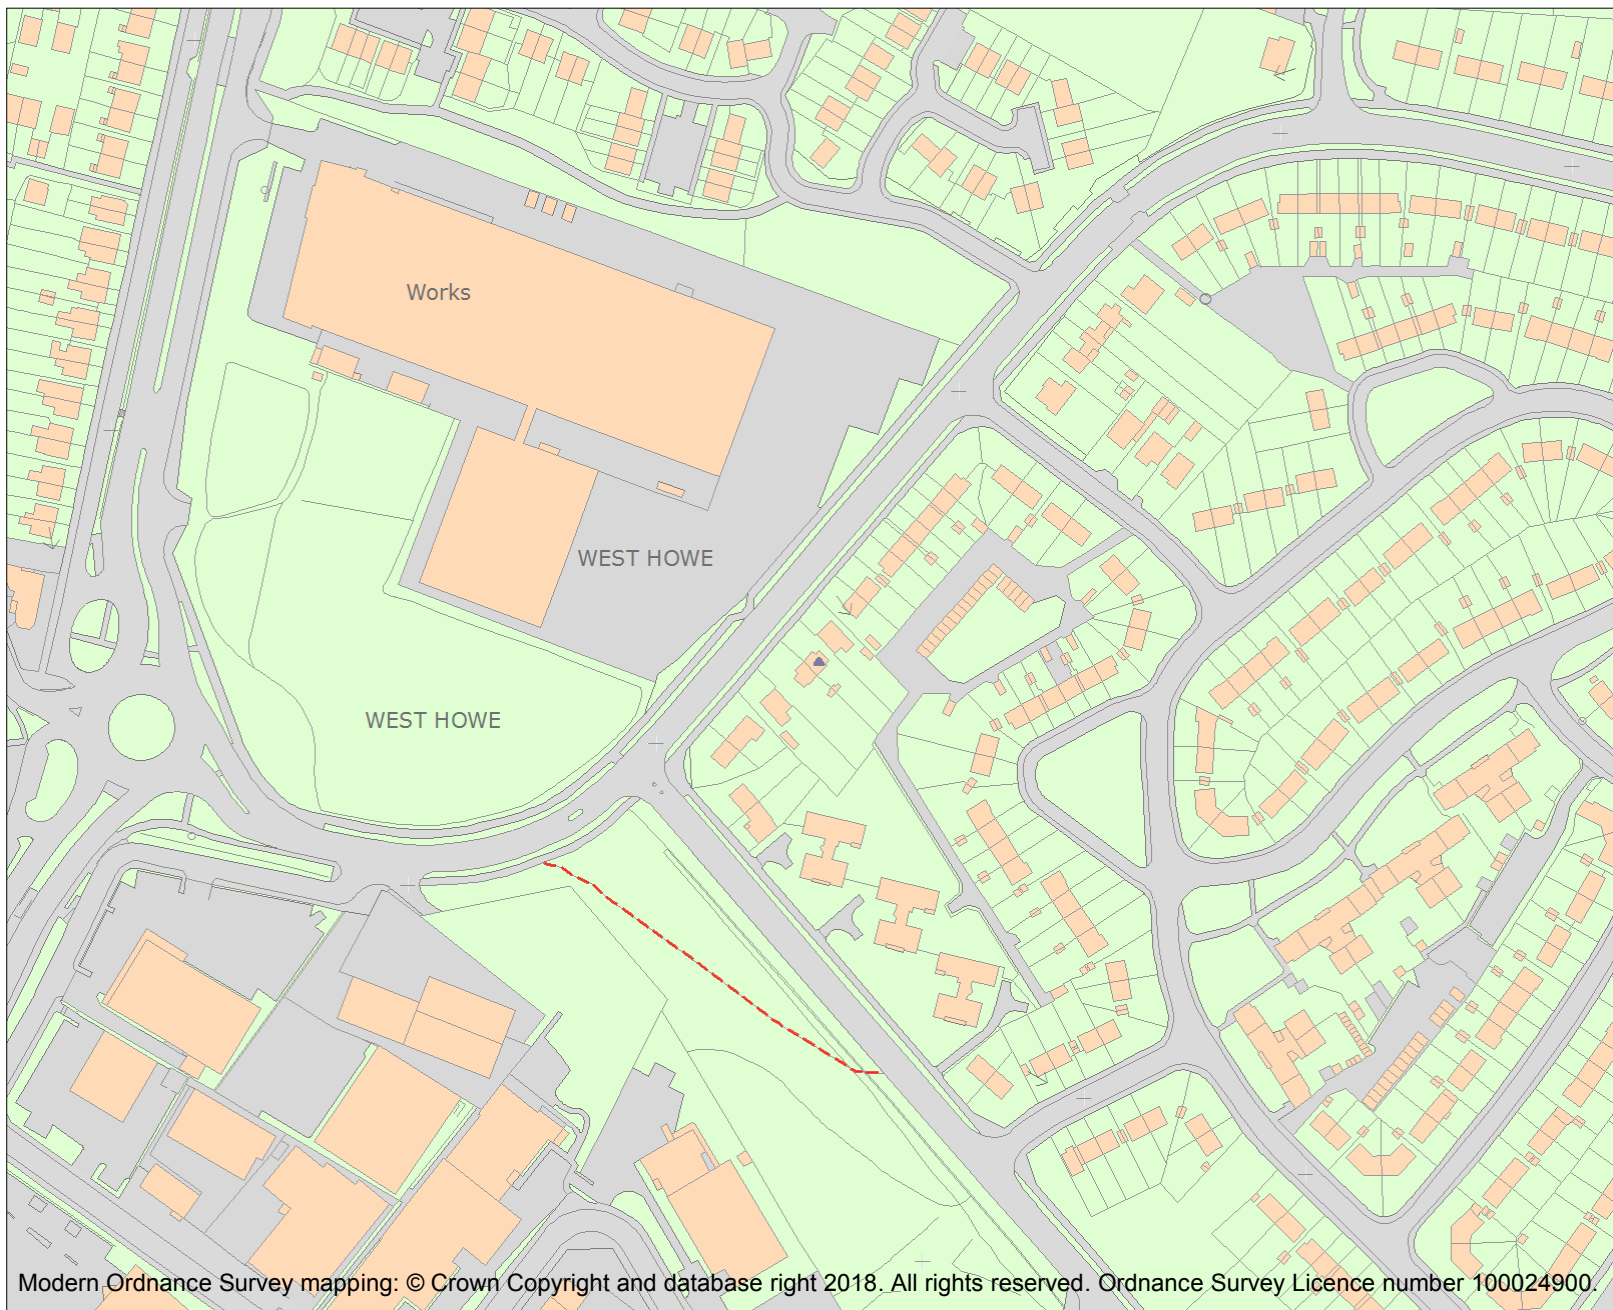 Works
WEST HOWE
WEST HOWE
Modern Ordnance Survey mapping: © Crown Copyright and database right 2018. All rights reserved. Ordnance Survey Licence number 100024900.